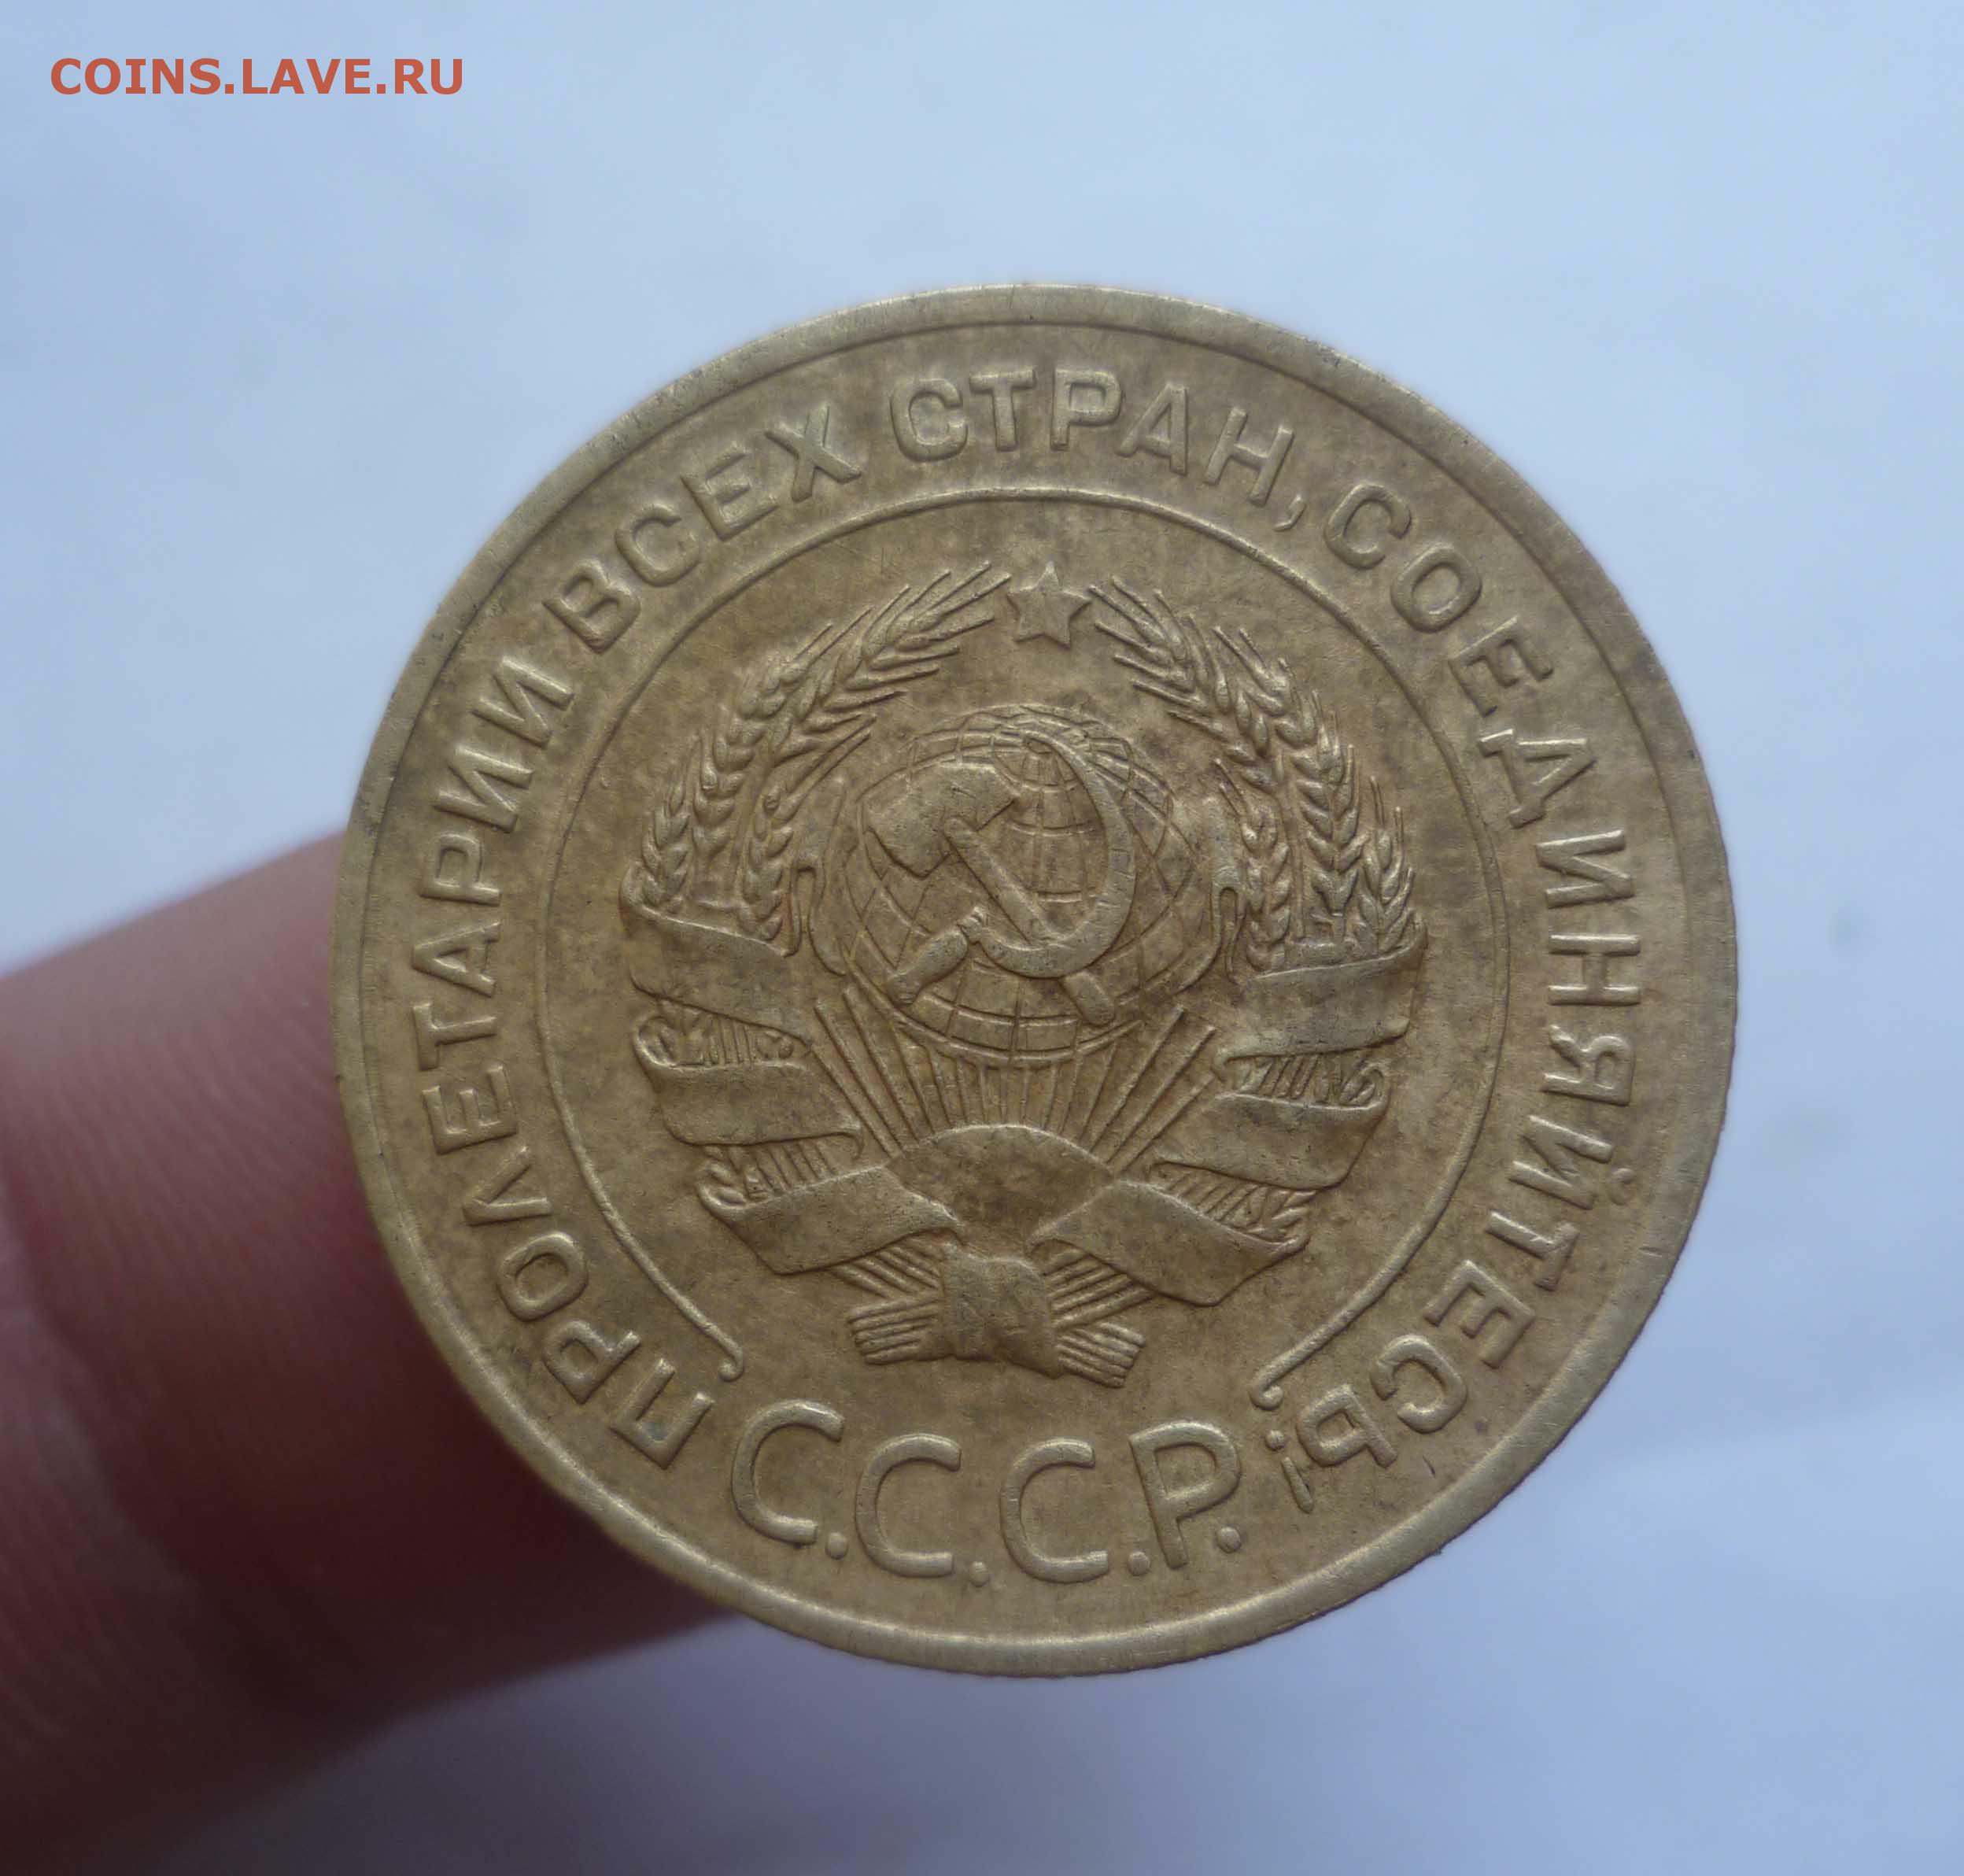 COINS.LAVE.RU
ПРОЛЕТАРИИ ВСЕХ СТРАН, СОЕДИНЯЙТЕСЬ!
С.С.С.Р.